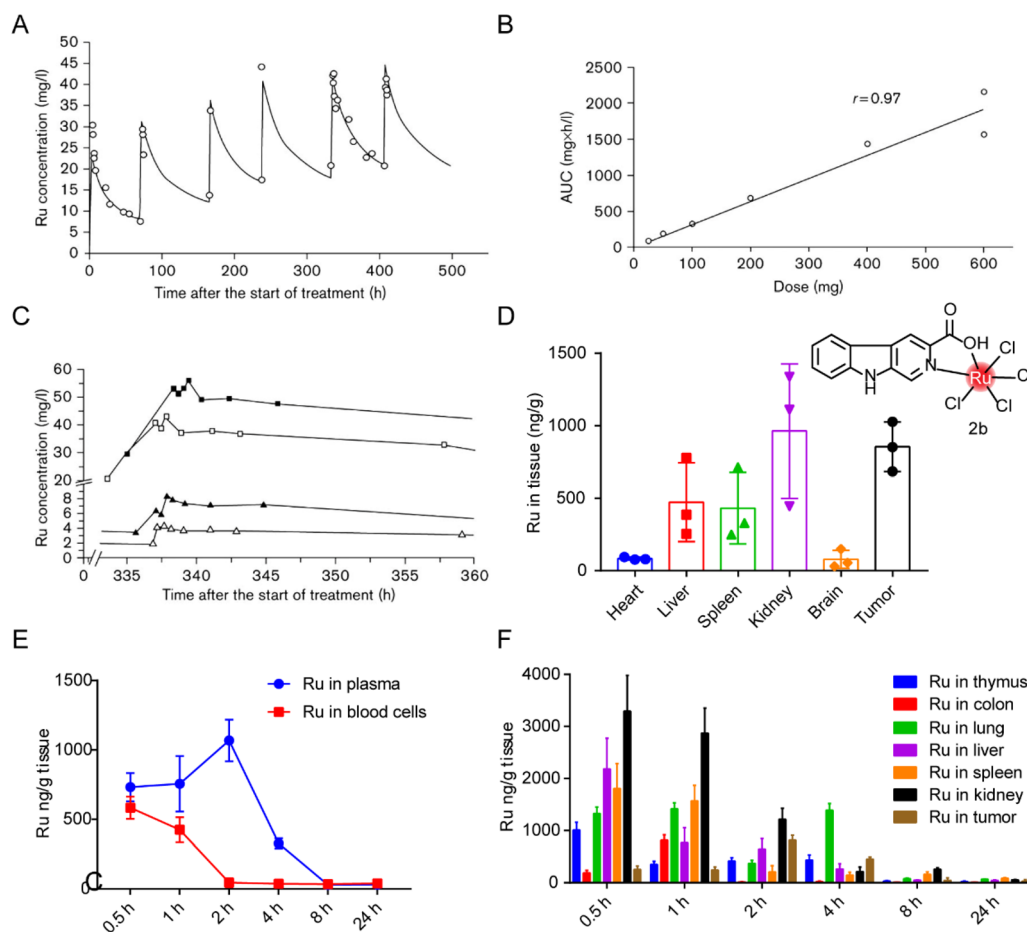 A
Ru concentration (mg/l)
50
45
40
35
30
25
20
15
10
5
0
0 100 200 300 400 500
Time after the start of treatment (h)
B
AUC (mg×h/l)
2500
2000
1500
1000
500
0
r=0.97
0 100 200 300 400 500 600
Dose (mg)
C
Ru concentration (mg/l)
60
50
40
30
20
8
6
4
2
0
335 340 345 350 355 360
Time after the start of treatment (h)
D
Ru in tissue (ng/g)
1500
1000
500
0
Heart Liver Spleen Kidney Brain Tumor
O
OH
Cl
N
Ru
C
NH
Cl
Cl
2b
E
Ru ng/g tissue
1500
1000
500
C
Ru in plasma
Ru in blood cells
0.5 h 1 h 2 h 4 h 8 h 24 h
F
Ru ng/g tissue
4000
3000
2000
1000
0
Ru in thymus
Ru in colon
Ru in lung
Ru in liver
Ru in spleen
Ru in kidney
Ru in tumor
0.5 h 1 h 2 h 4 h 8 h 24 h